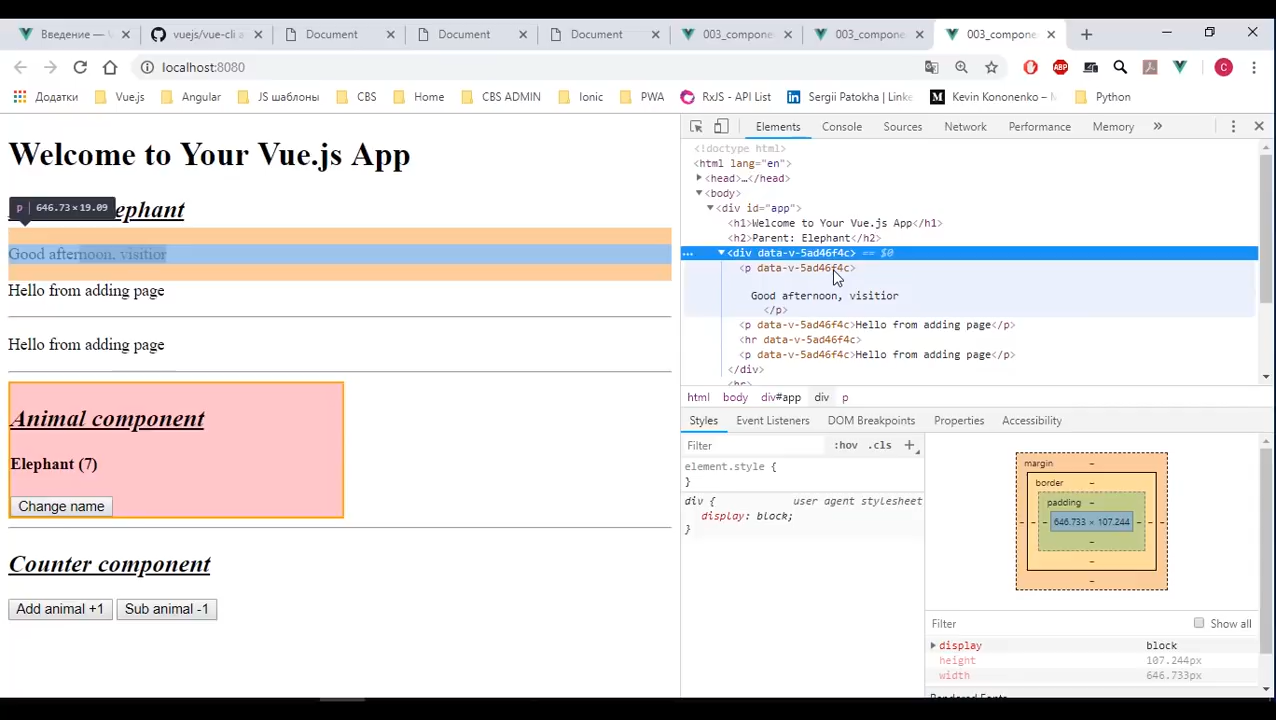 Введение —
vuejs/vue-cli a
Document
Document
Document
003_compone
003_compone
003_compone
localhost:8080
ABP
C
Додатки
Vue.js
Angular
JS шаблоны
CBS
Home
CBS ADMIN
Ionic
PWA
RxJS - API List
Sergii Patokha | Linke
Kevin Kononenko –
Python
Welcome to Your Vue.js App
p | 646.73×19.09
ephant
Good afternoon, visitior
Hello from adding page
Hello from adding page
Animal component
Elephant (7)
Change name
Counter component
Add animal +1
Sub animal -1
Elements
Console
Sources
Network
Performance
Memory
»
<!doctype html>
<html lang="en">
<head>…</head>
<body>
<div id="app">
<h1>Welcome to Your Vue.js App</h1>
<h2>Parent: Elephant</h2>
… <div data-v-5ad46f4c> == $0
<p data-v-5ad46f4c>
Good afternoon, visitior
</p>
<p data-v-5ad46f4c>Hello from adding page</p>
<hr data-v-5ad46f4c>
<p data-v-5ad46f4c>Hello from adding page</p>
</div>
<hr>
html body div#app div p
Styles
Event Listeners
DOM Breakpoints
Properties
Accessibility
Filter
:hov .cls +
element.style {
}
div {
user agent stylesheet
display: block;
}
margin –
border –
padding –
– – – 646.733 × 107.244 – – –
–
–
–
Filter
Show all
display block
height 107.244px
width 646.733px
Rendered Fonts